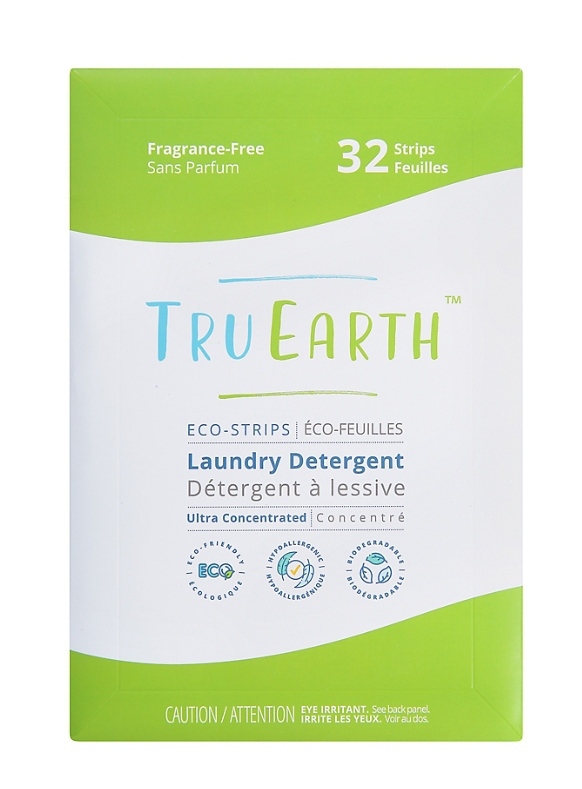 Fragrance-Free
Sans Parfum
32 Strips
Feuilles
TRUEARTH™
ECO-STRIPS | ÉCO-FEUILLES
Laundry Detergent
Détergent à lessive
Ultra Concentrated | Concentré
ECO-FRIENDLY
ECO
ÉCOLOGIQUE
HYPOALLERGENIC
HYPOALLERGÉNIQUE
BIODEGRADABLE
BIODÉGRADABLE
CAUTION / ATTENTION
EYE IRRITANT. See back panel.
IRRITE LES YEUX. Voir au dos.